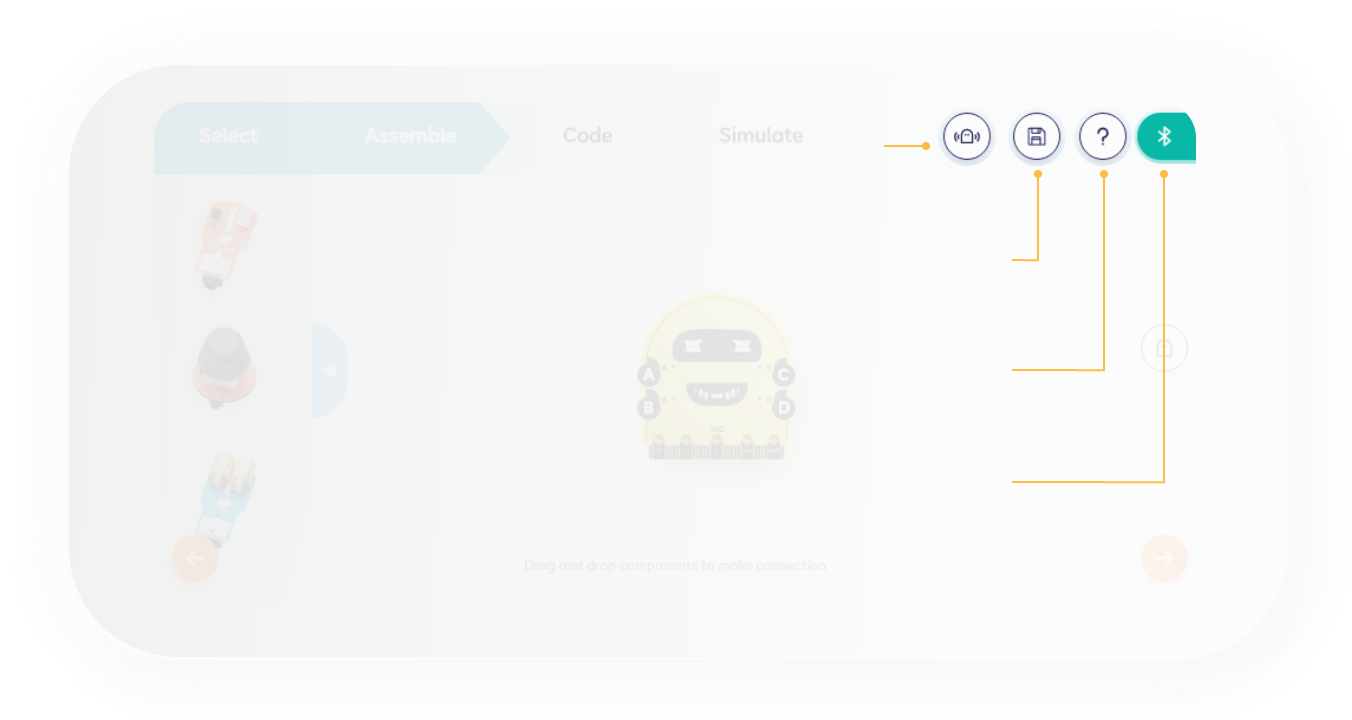 Select Assemble Code Simulate
?
A C
B D
Drag and drop components to make connection